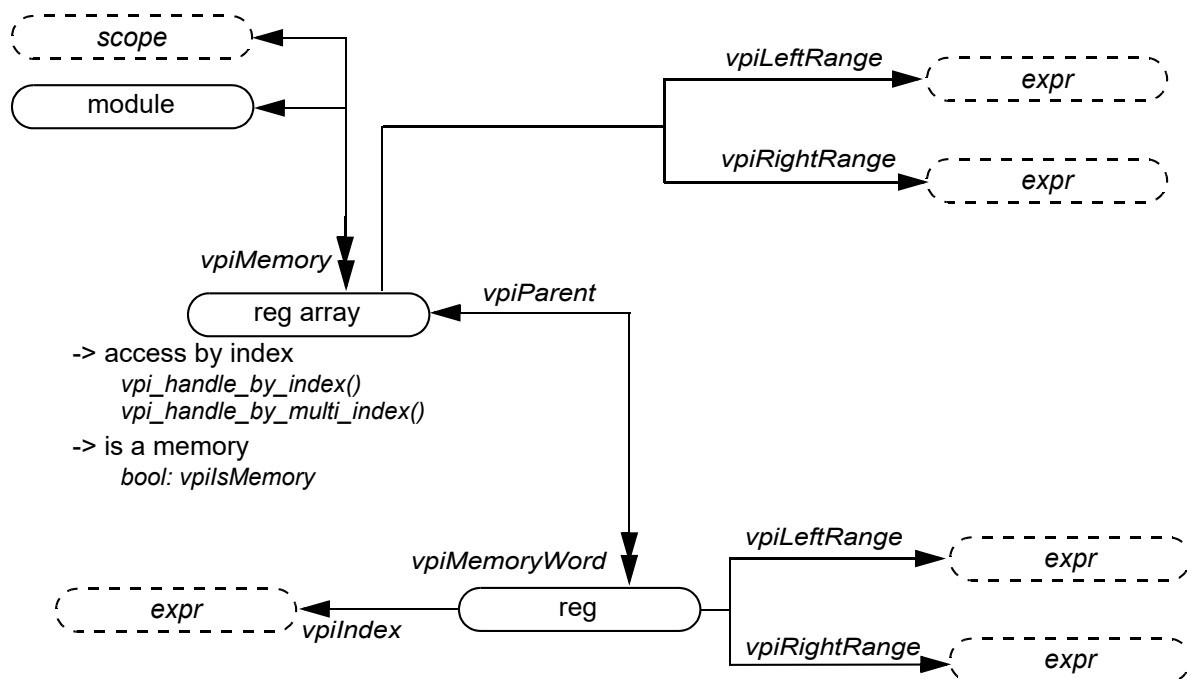 scope
module
vpiLeftRange
expr
vpiRightRange
expr
vpiMemory
reg array
vpiParent
-> access by index
vpi_handle_by_index()
vpi_handle_by_multi_index()
-> is a memory
bool: vpiIsMemory
vpiMemoryWord
reg
expr
vpiIndex
vpiLeftRange
expr
vpiRightRange
expr